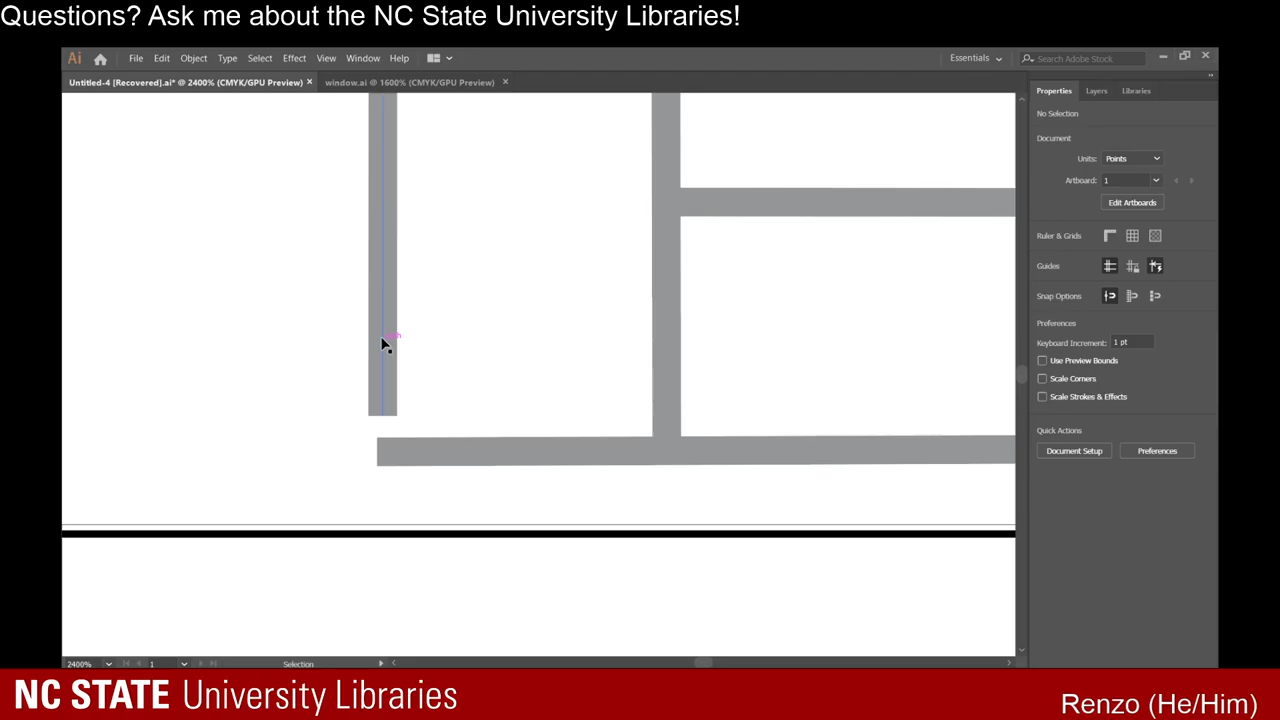 Questions? Ask me about the NC State University Libraries!
Ai File Edit Object Type Select Effect View Window Help
Essentials
Search Adobe Stock
Untitled-4 [Recovered].ai* @ 2400% (CMYK/GPU Preview) × window.ai @ 1600% (CMYK/GPU Preview) ×
Properties Layers Libraries
No Selection
Document
Units: Points
Artboard: 1
Edit Artboards
Ruler & Grids
Guides
Snap Options
Preferences
Keyboard Increment: 1 pt
Use Preview Bounds
Scale Corners
Scale Strokes & Effects
Quick Actions
Document Setup Preferences
2400% 1 Selection
NC STATE University Libraries
Renzo (He/Him)